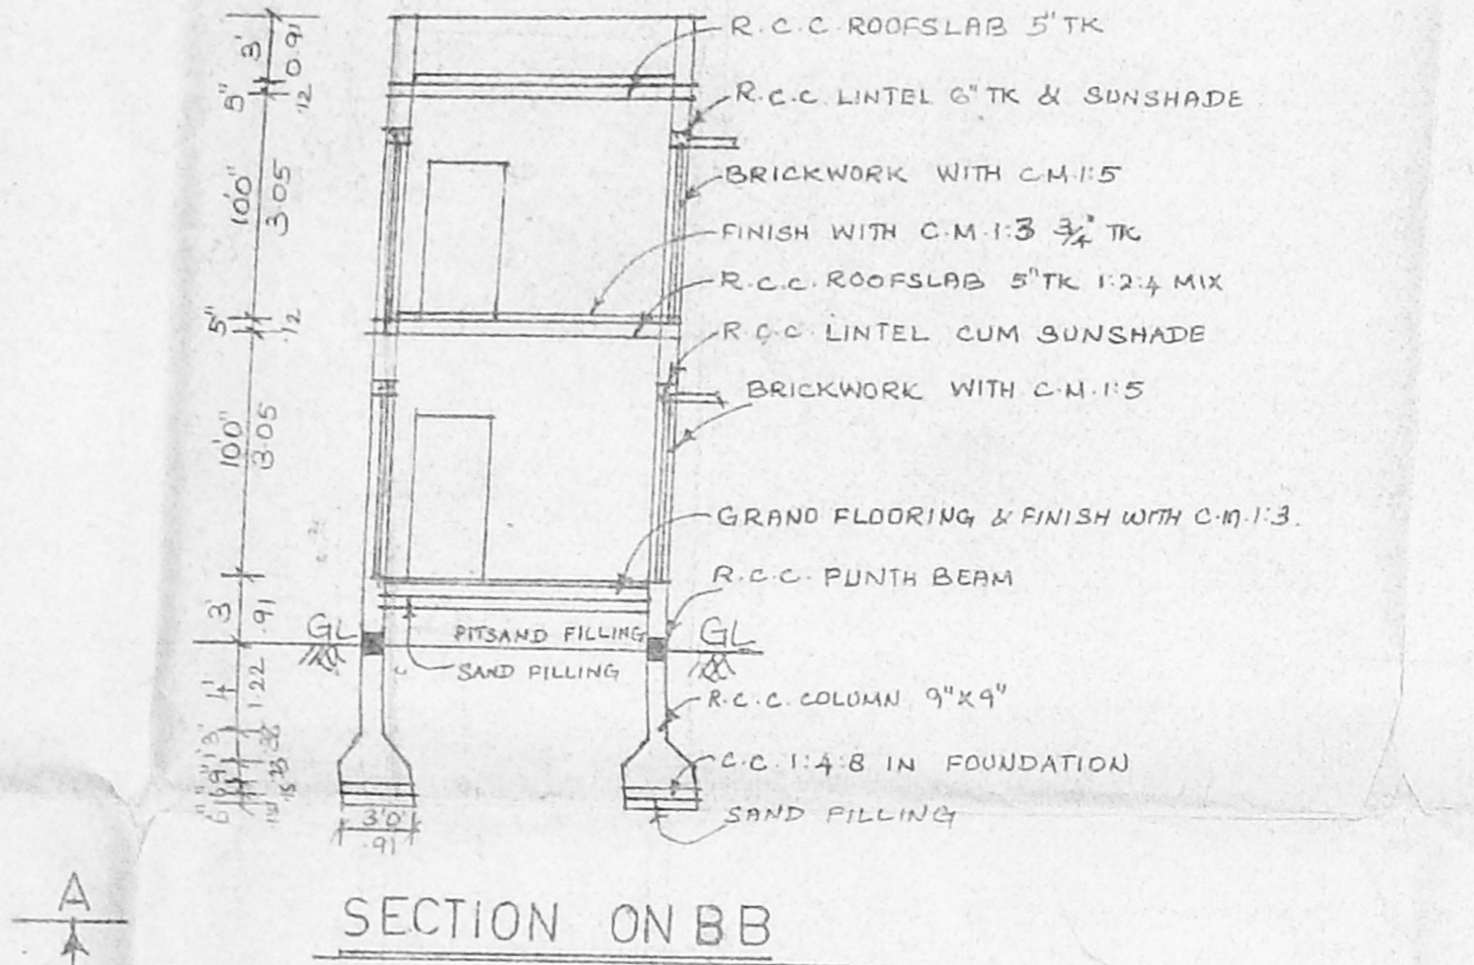 R.C.C. ROOFSLAB 5" TK
R.C.C. LINTEL 6" TK & SUNSHADE
BRICKWORK WITH C.M.1:5
FINISH WITH C.M.1:3 3/4" TK
R.C.C. ROOFSLAB 5" TK 1:2:4 MIX
R.C.C. LINTEL CUM SUNSHADE
BRICKWORK WITH C.M.1:5
GRANO FLOORING & FINISH WITH C.M.1:3.
R.C.C. PLINTH BEAM
GL
PITSAND FILLING
GL
SAND FILLING
R.C.C. COLUMN 9"X9"
C.C. 1:4:8 IN FOUNDATION
SAND FILLING
3' 0.91
5" .12
10'0" 3.05
5" .12
10'0" 3.05
3' .91
4' 1.22
3'0"
.91
A
SECTION ON BB